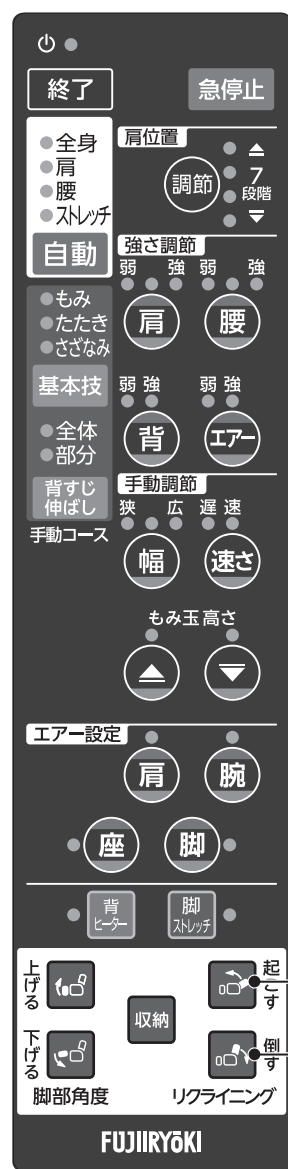 終了 急停止
全身
肩
腰
ストレッチ
自動
肩位置
調節
7
段階
強さ調節
弱 強 弱 強
肩 腰
弱 強 弱 強
背 エアー
もみ
たたき
さざなみ
基本技
全体
部分
背すじ
伸ばし
手動コース
手動調節
狭 広 遅 速
幅 速さ
もみ玉高さ
エアー設定
肩 腕
座 脚
背
ヒーター
脚
ストレッチ
上げる
下げる
脚部角度
収納
起こす
倒す
リクライニング
FUJIIRYOKI